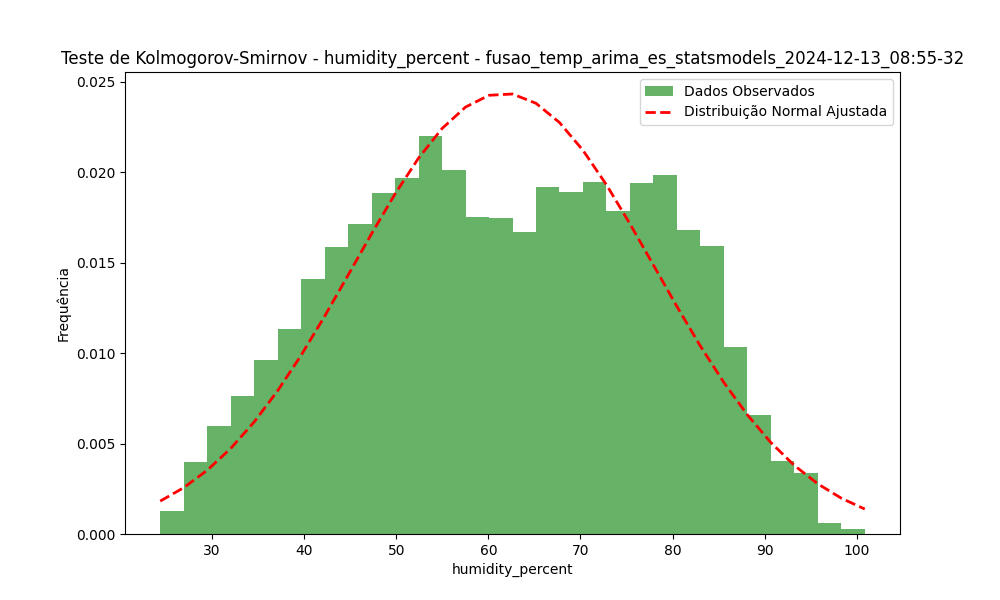 Teste de Kolmogorov-Smirnov - humidity_percent - fusao_temp_arima_es_statsmodels_2024-12-13_08:55-32
Dados Observados
Distribuição Normal Ajustada
Frequência
0.025
0.020
0.015
0.010
0.005
0.000
30 40 50 60 70 80 90 100
humidity_percent